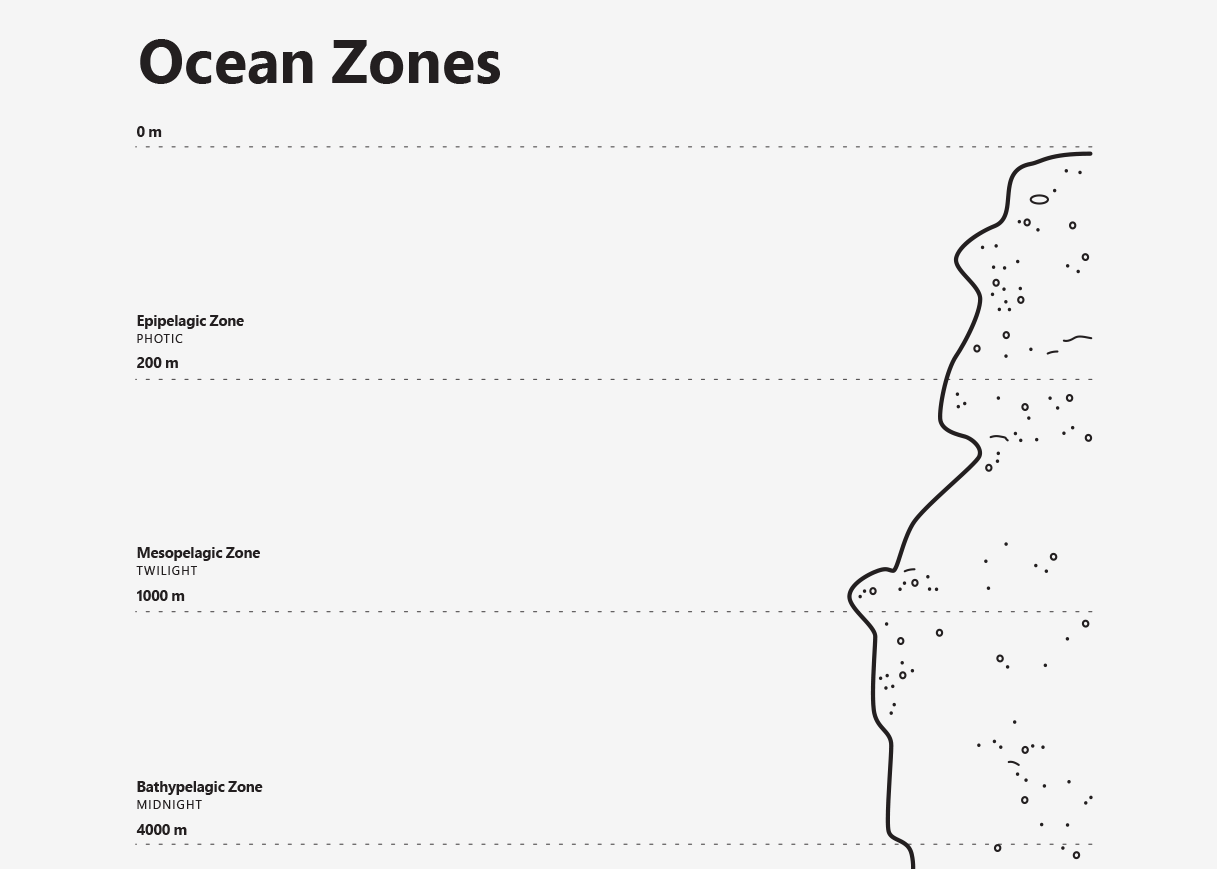 Ocean Zones
0 m
Epipelagic Zone
PHOTIC
200 m
Mesopelagic Zone
TWILIGHT
1000 m
Bathypelagic Zone
MIDNIGHT
4000 m